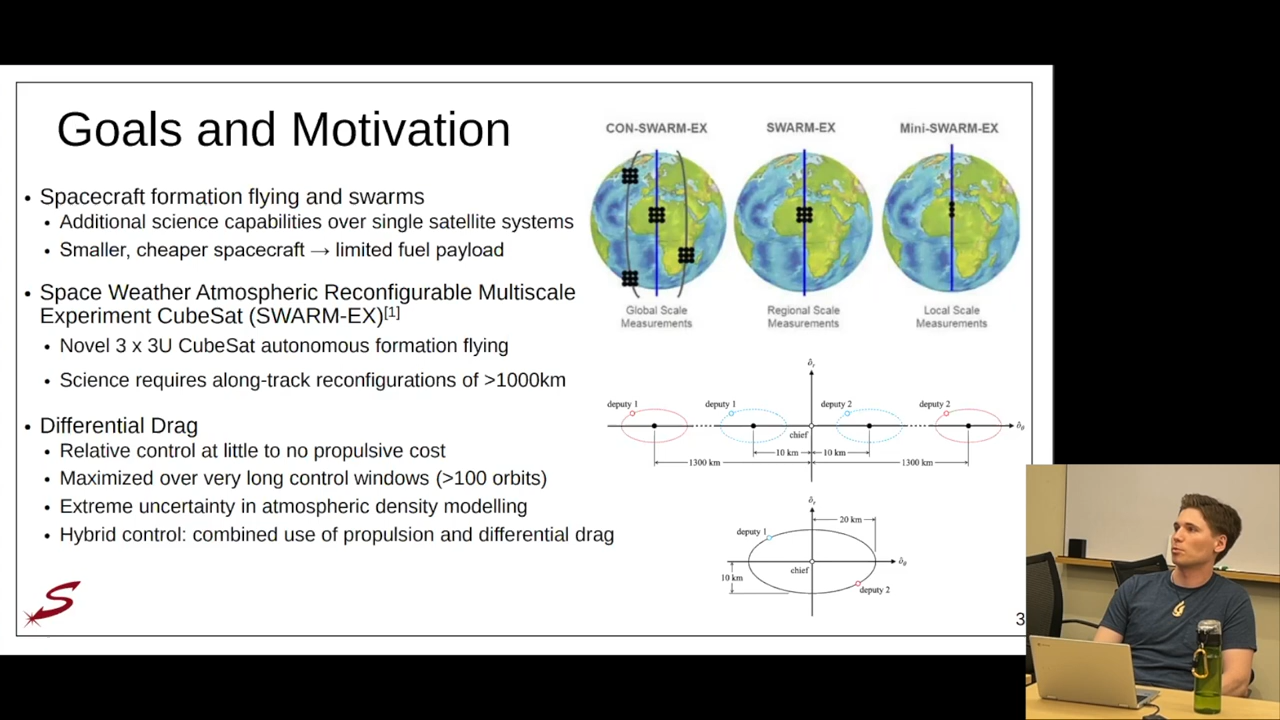 Goals and Motivation
• Spacecraft formation flying and swarms
• Additional science capabilities over single satellite systems
• Smaller, cheaper spacecraft → limited fuel payload
• Space Weather Atmospheric Reconfigurable Multiscale
Experiment CubeSat (SWARM-EX)[1]
• Novel 3 x 3U CubeSat autonomous formation flying
• Science requires along-track reconfigurations of >1000km
• Differential Drag
• Relative control at little to no propulsive cost
• Maximized over very long control windows (>100 orbits)
• Extreme uncertainty in atmospheric density modelling
• Hybrid control: combined use of propulsion and differential drag
CON-SWARM-EX
SWARM-EX
Mini-SWARM-EX
Global Scale
Measurements
Regional Scale
Measurements
Local Scale
Measurements
ô_r
deputy 1
deputy 1
deputy 2
deputy 2
chief
ô_θ
10 km
10 km
1300 km
1300 km
ô_r
20 km
deputy 1
chief
ô_θ
10 km
deputy 2
S
3